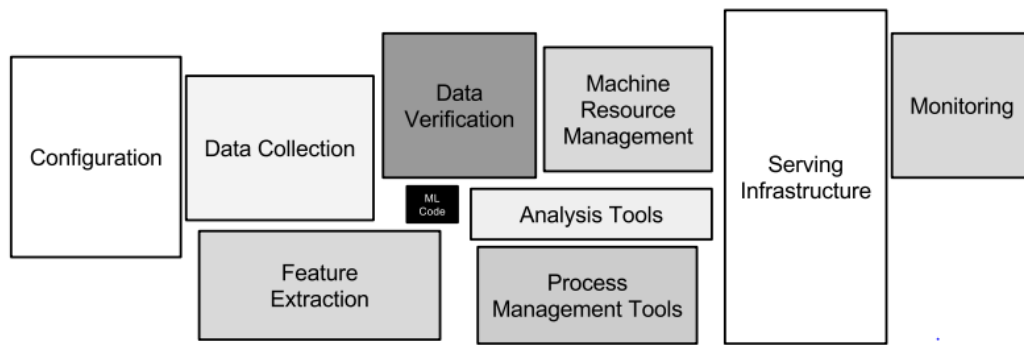 Configuration
Data Collection
Data
Verification
Machine
Resource
Management
Monitoring
Serving
Infrastructure
ML
Code
Analysis Tools
Feature
Extraction
Process
Management Tools